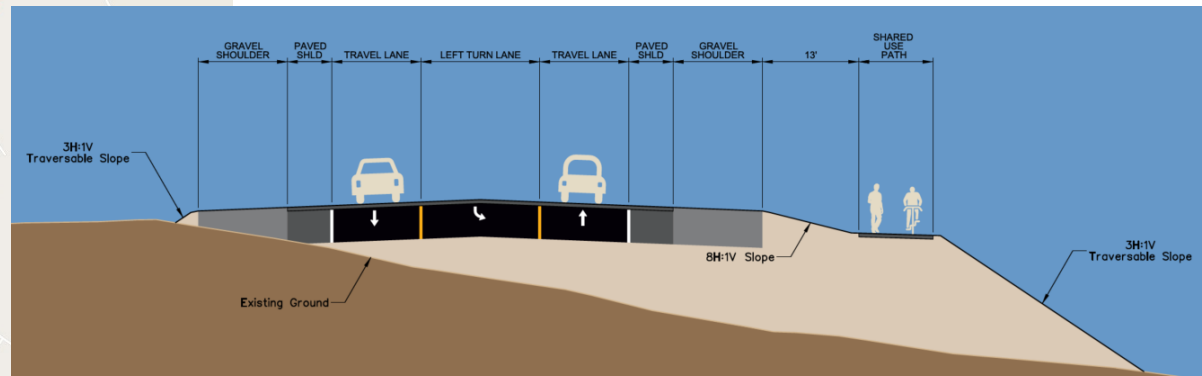 GRAVEL
SHOULDER
PAVED
SHLD
TRAVEL LANE
LEFT TURN LANE
TRAVEL LANE
PAVED
SHLD
GRAVEL
SHOULDER
13'
SHARED
USE
PATH
3H:1V
Traversable Slope
8H:1V Slope
3H:1V
Traversable Slope
Existing Ground